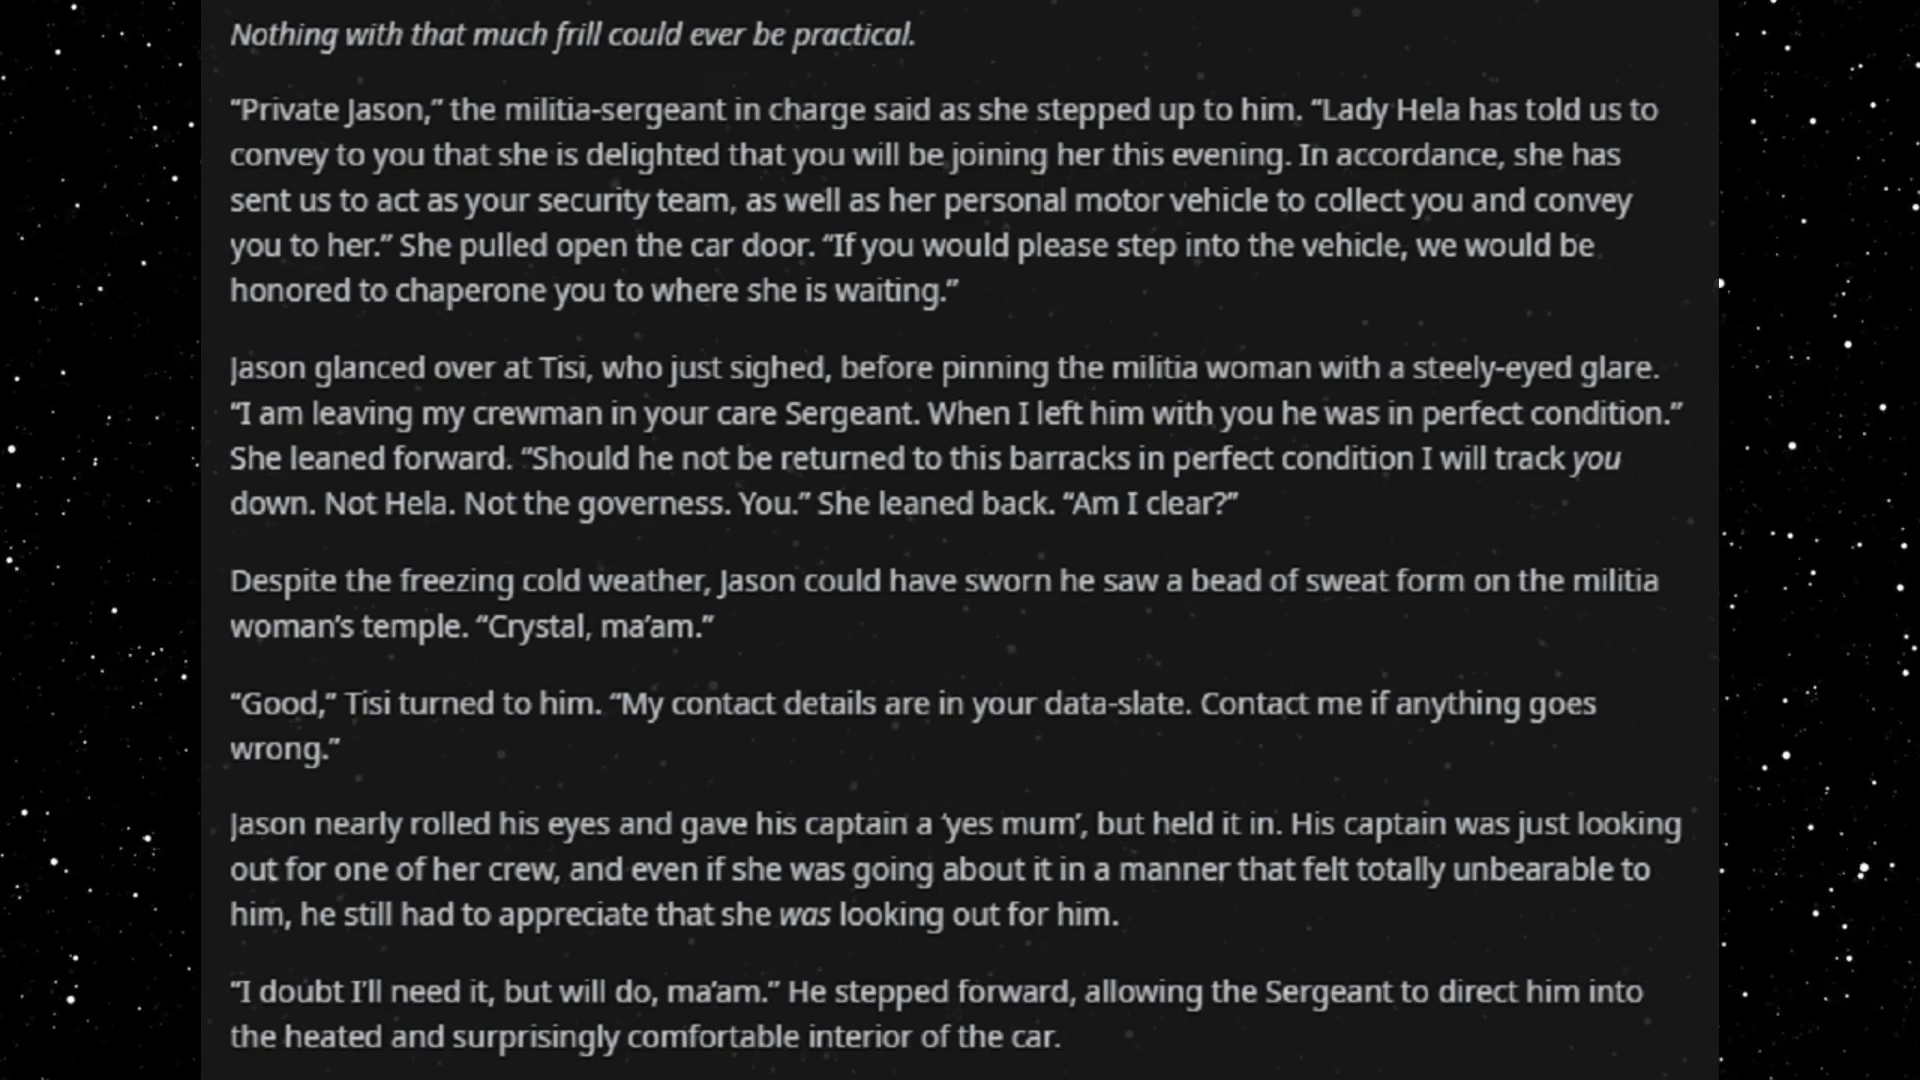 Nothing with that much frill could ever be practical.
“Private Jason,” the militia-sergeant in charge said as she stepped up to him. “Lady Hela has told us to
convey to you that she is delighted that you will be joining her this evening. In accordance, she has
sent us to act as your security team, as well as her personal motor vehicle to collect you and convey
you to her.” She pulled open the car door. “If you would please step into the vehicle, we would be
honored to chaperone you to where she is waiting.”
Jason glanced over at Tisi, who just sighed, before pinning the militia woman with a steely-eyed glare.
“I am leaving my crewman in your care Sergeant. When I left him with you he was in perfect condition.”
She leaned forward. “Should he not be returned to this barracks in perfect condition I will track you
down. Not Hela. Not the governess. You.” She leaned back. “Am I clear?”
Despite the freezing cold weather, Jason could have sworn he saw a bead of sweat form on the militia
woman’s temple. “Crystal, ma’am.”
“Good,” Tisi turned to him. “My contact details are in your data-slate. Contact me if anything goes
wrong.”
Jason nearly rolled his eyes and gave his captain a ‘yes mum’, but held it in. His captain was just looking
out for one of her crew, and even if she was going about it in a manner that felt totally unbearable to
him, he still had to appreciate that she was looking out for him.
“I doubt I’ll need it, but will do, ma’am.” He stepped forward, allowing the Sergeant to direct him into
the heated and surprisingly comfortable interior of the car.